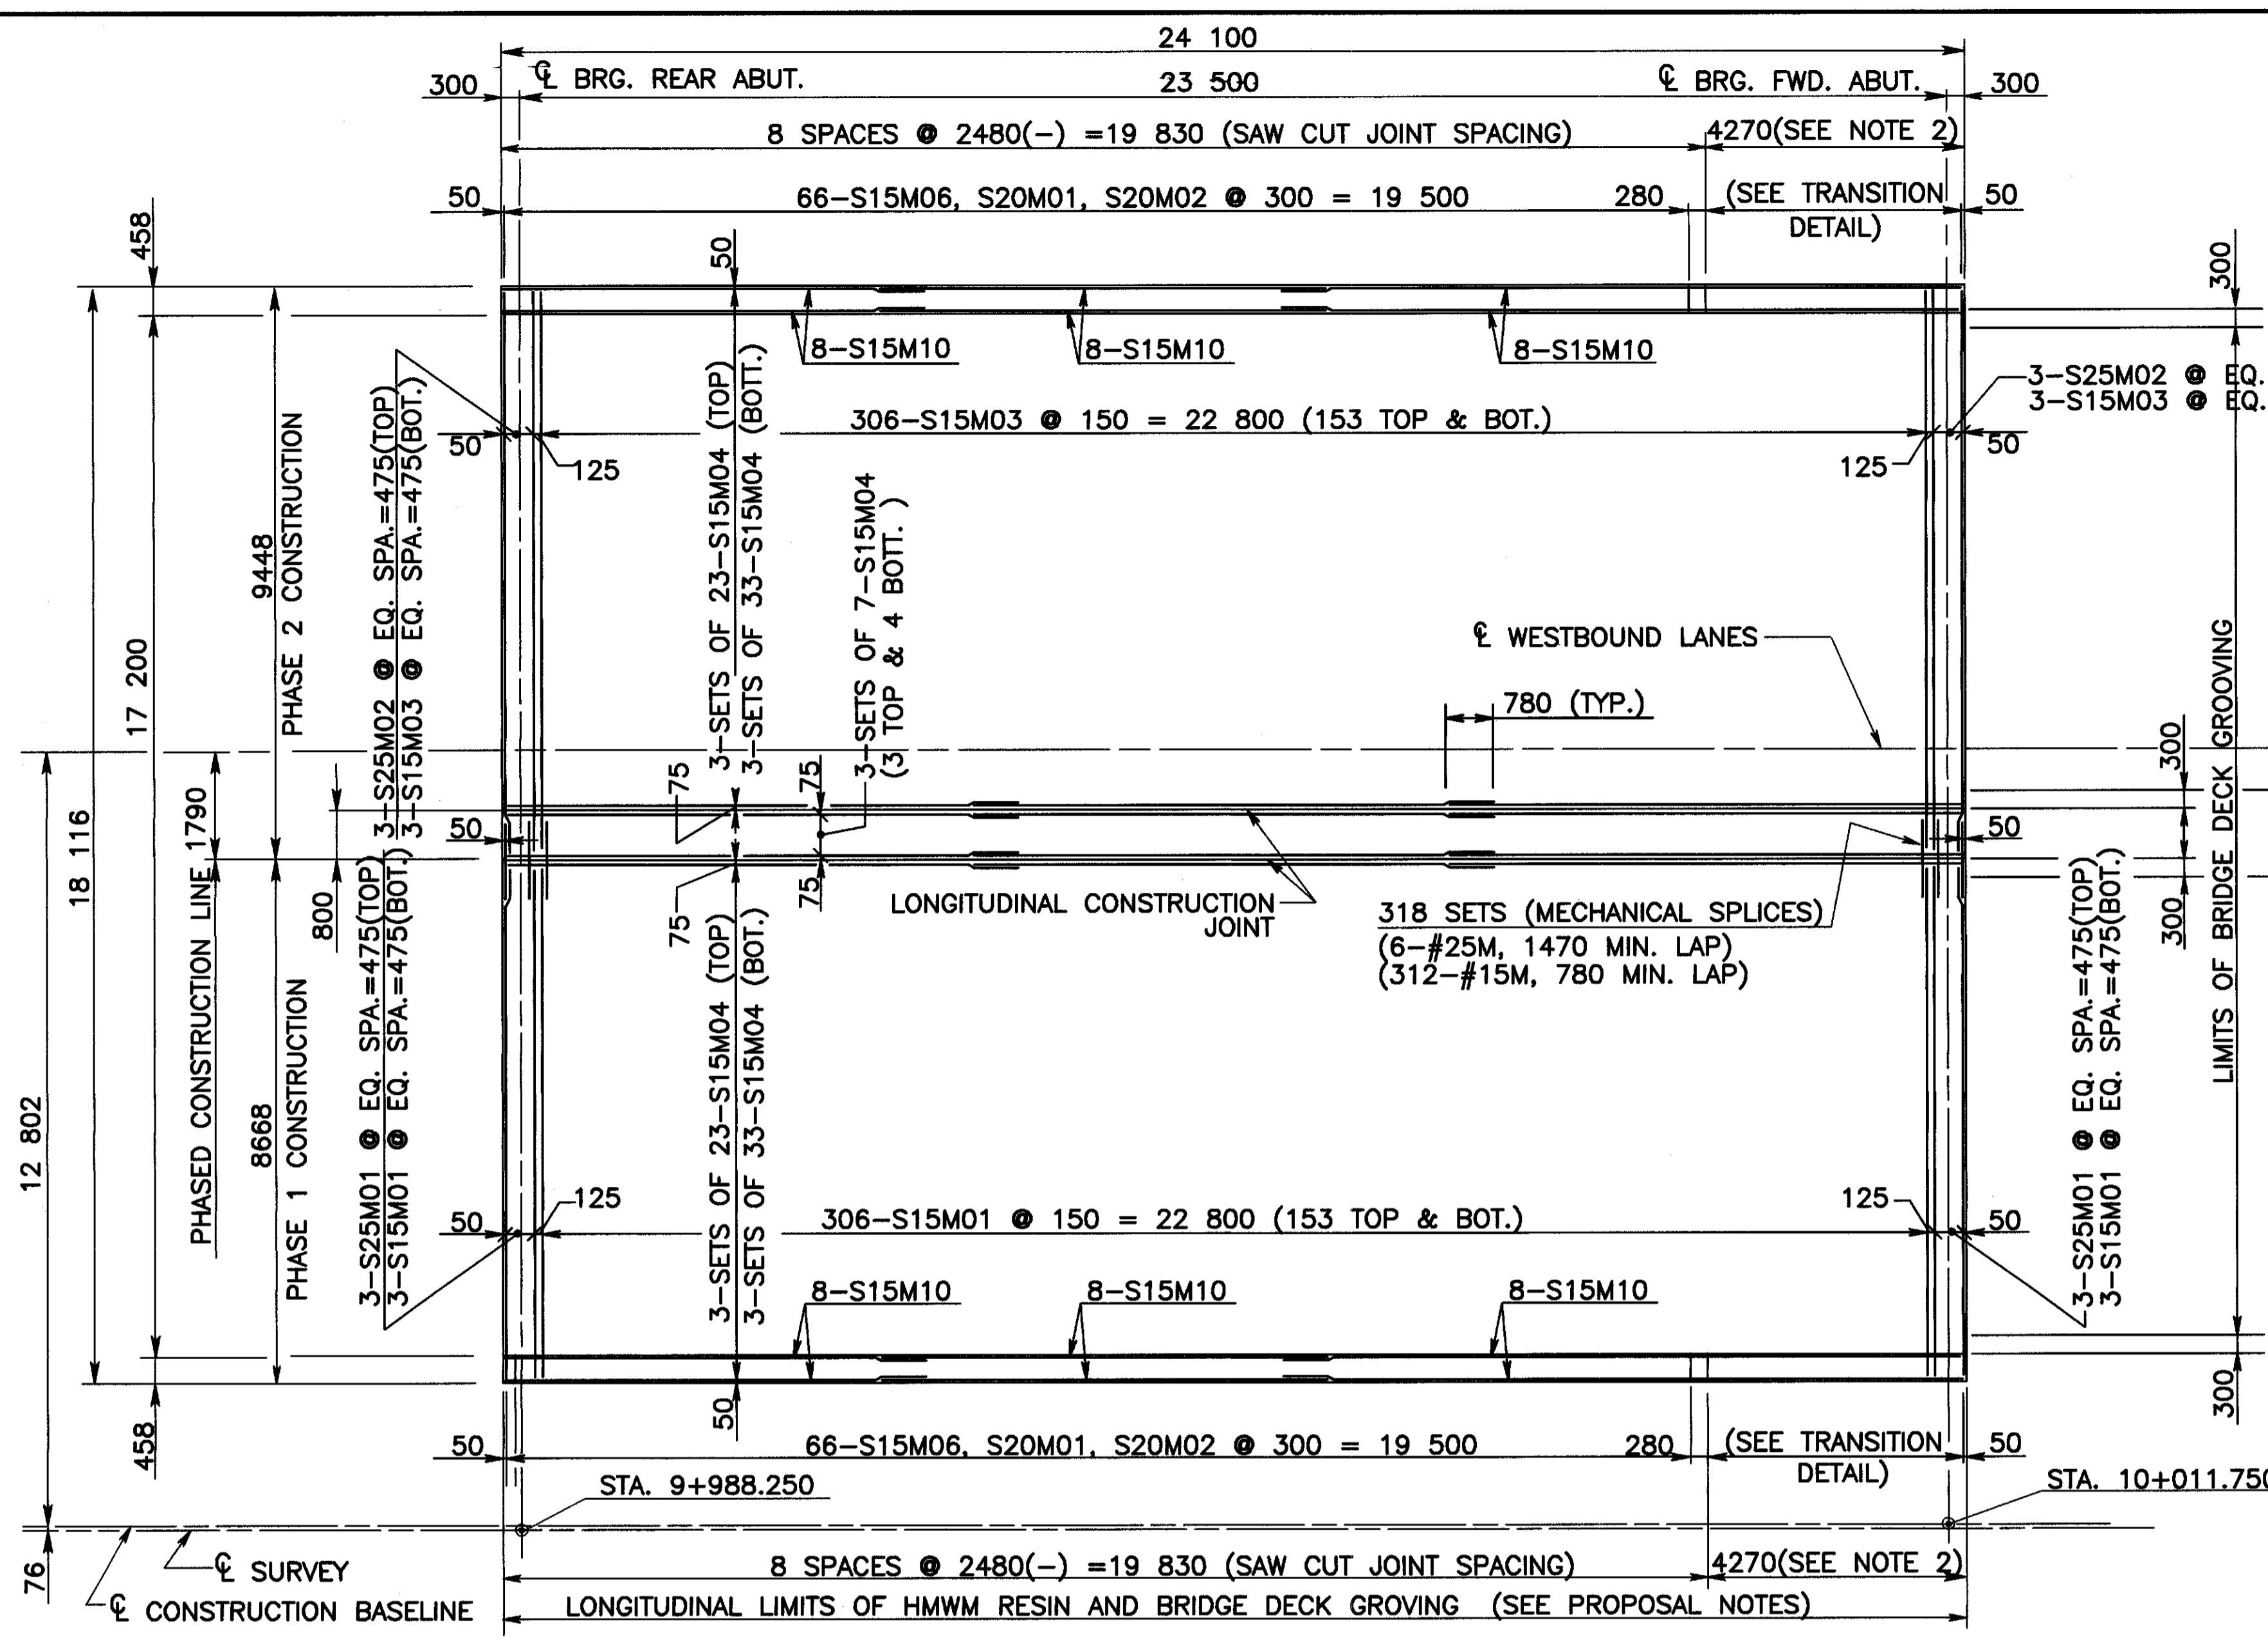 24 100
℄ BRG. REAR ABUT.
23 500
℄ BRG. FWD. ABUT.
300
300
8 SPACES @ 2480(-) =19 830 (SAW CUT JOINT SPACING)
4270(SEE NOTE 2)
50
66-S15M06, S20M01, S20M02 @ 300 = 19 500
280
(SEE TRANSITION
DETAIL)
50
458
50
300
8-S15M10
8-S15M10
8-S15M10
3-S25M02 @ EQ.
3-S15M03 @ EQ.
306-S15M03 @ 150 = 22 800 (153 TOP & BOT.)
50
125
125
50
3-SETS OF 23-S15M04 (TOP)
3-SETS OF 33-S15M04 (BOTT.)
3-SETS OF 7-S15M04
(3 TOP & 4 BOTT. )
3-S25M02 @ EQ. SPA.=475(TOP)
3-S15M03 @ EQ. SPA.=475(BOT.)
PHASE 2 CONSTRUCTION
9448
17 200
18 116
12 802
℄ WESTBOUND LANES
780 (TYP.)
LIMITS OF BRIDGE DECK GROOVING
300
300
PHASED CONSTRUCTION LINE
1790
800
75
75
50
50
75
75
LONGITUDINAL CONSTRUCTION
JOINT
318 SETS (MECHANICAL SPLICES)
(6-#25M, 1470 MIN. LAP)
(312-#15M, 780 MIN. LAP)
8668
PHASE 1 CONSTRUCTION
3-S25M01 @ EQ. SPA.=475(TOP)
3-S15M01 @ EQ. SPA.=475(BOT.)
3-SETS OF 23-S15M04 (TOP)
3-SETS OF 33-S15M04 (BOT.)
3-S25M01 @ EQ. SPA.=475(TOP)
3-S15M01 @ EQ. SPA.=475(BOT.)
50
125
306-S15M01 @ 150 = 22 800 (153 TOP & BOT.)
125
50
8-S15M10
8-S15M10
8-S15M10
458
50
300
50
66-S15M06, S20M01, S20M02 @ 300 = 19 500
280
(SEE TRANSITION
DETAIL)
50
STA. 9+988.250
STA. 10+011.750
76
℄ SURVEY
℄ CONSTRUCTION BASELINE
8 SPACES @ 2480(-) =19 830 (SAW CUT JOINT SPACING)
4270(SEE NOTE 2)
LONGITUDINAL LIMITS OF HMWM RESIN AND BRIDGE DECK GROVING (SEE PROPOSAL NOTES)